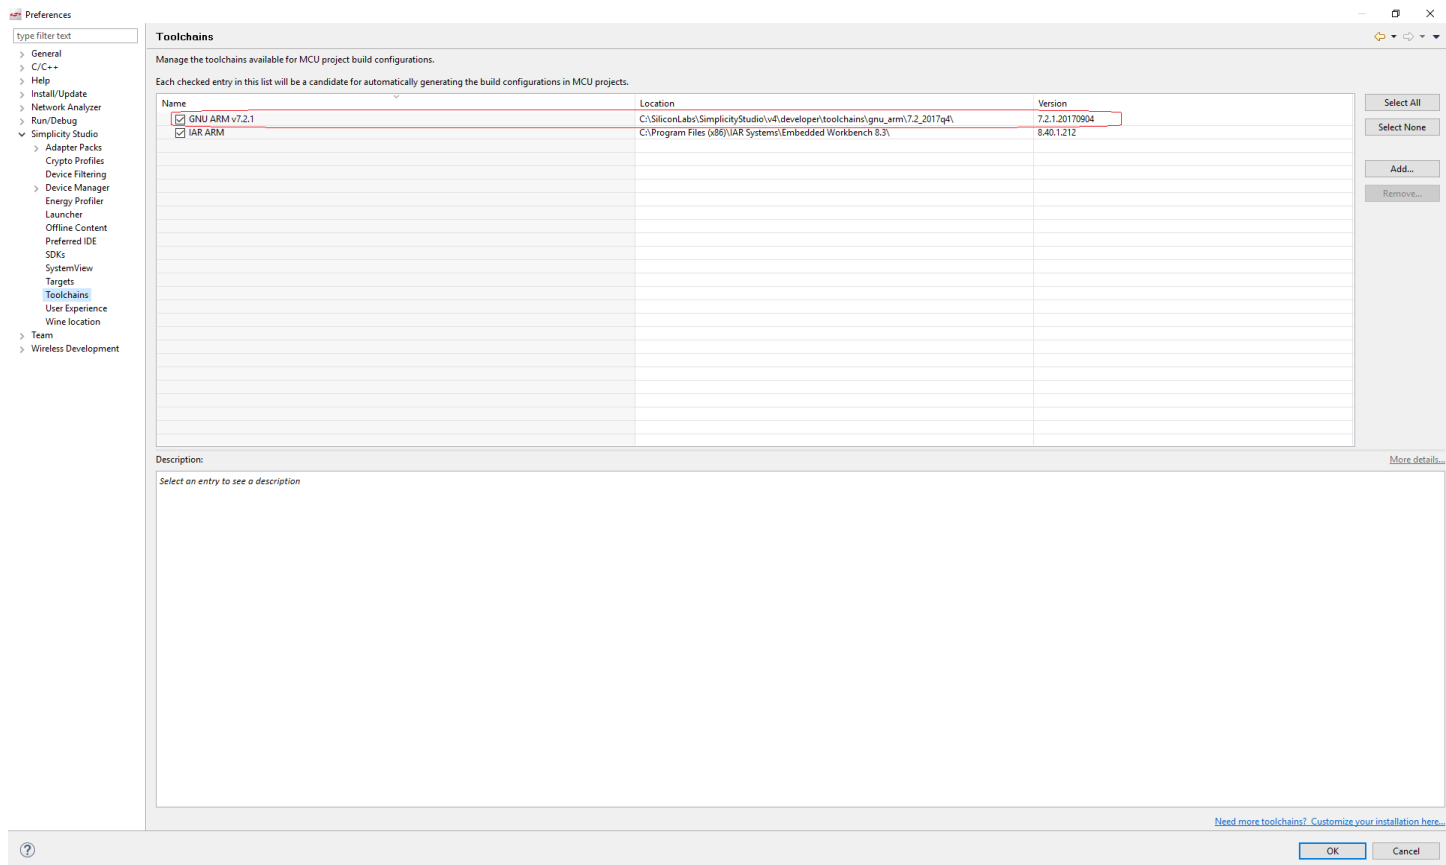 Preferences
type filter text
General
C/C++
Help
Install/Update
Network Analyzer
Run/Debug
Simplicity Studio
Adapter Packs
Crypto Profiles
Device Filtering
Device Manager
Energy Profiler
Launcher
Offline Content
Preferred IDE
SDKs
SystemView
Targets
Toolchains
User Experience
Wine location
Team
Wireless Development
Toolchains
Manage the toolchains available for MCU project build configurations.
Each checked entry in this list will be a candidate for automatically generating the build configurations in MCU projects.
Name Location Version
GNU ARM v7.2.1 C:\SiliconLabs\SimplicityStudio\v4\developer\toolchains\gnu_arm\7.2_2017q4\ 7.2.1.20170904
IAR ARM C:\Program Files (x86)\IAR Systems\Embedded Workbench 8.3\ 8.40.1.212
Select All
Select None
Add...
Remove...
Description: More details...
Select an entry to see a description
Need more toolchains? Customize your installation here...
OK Cancel